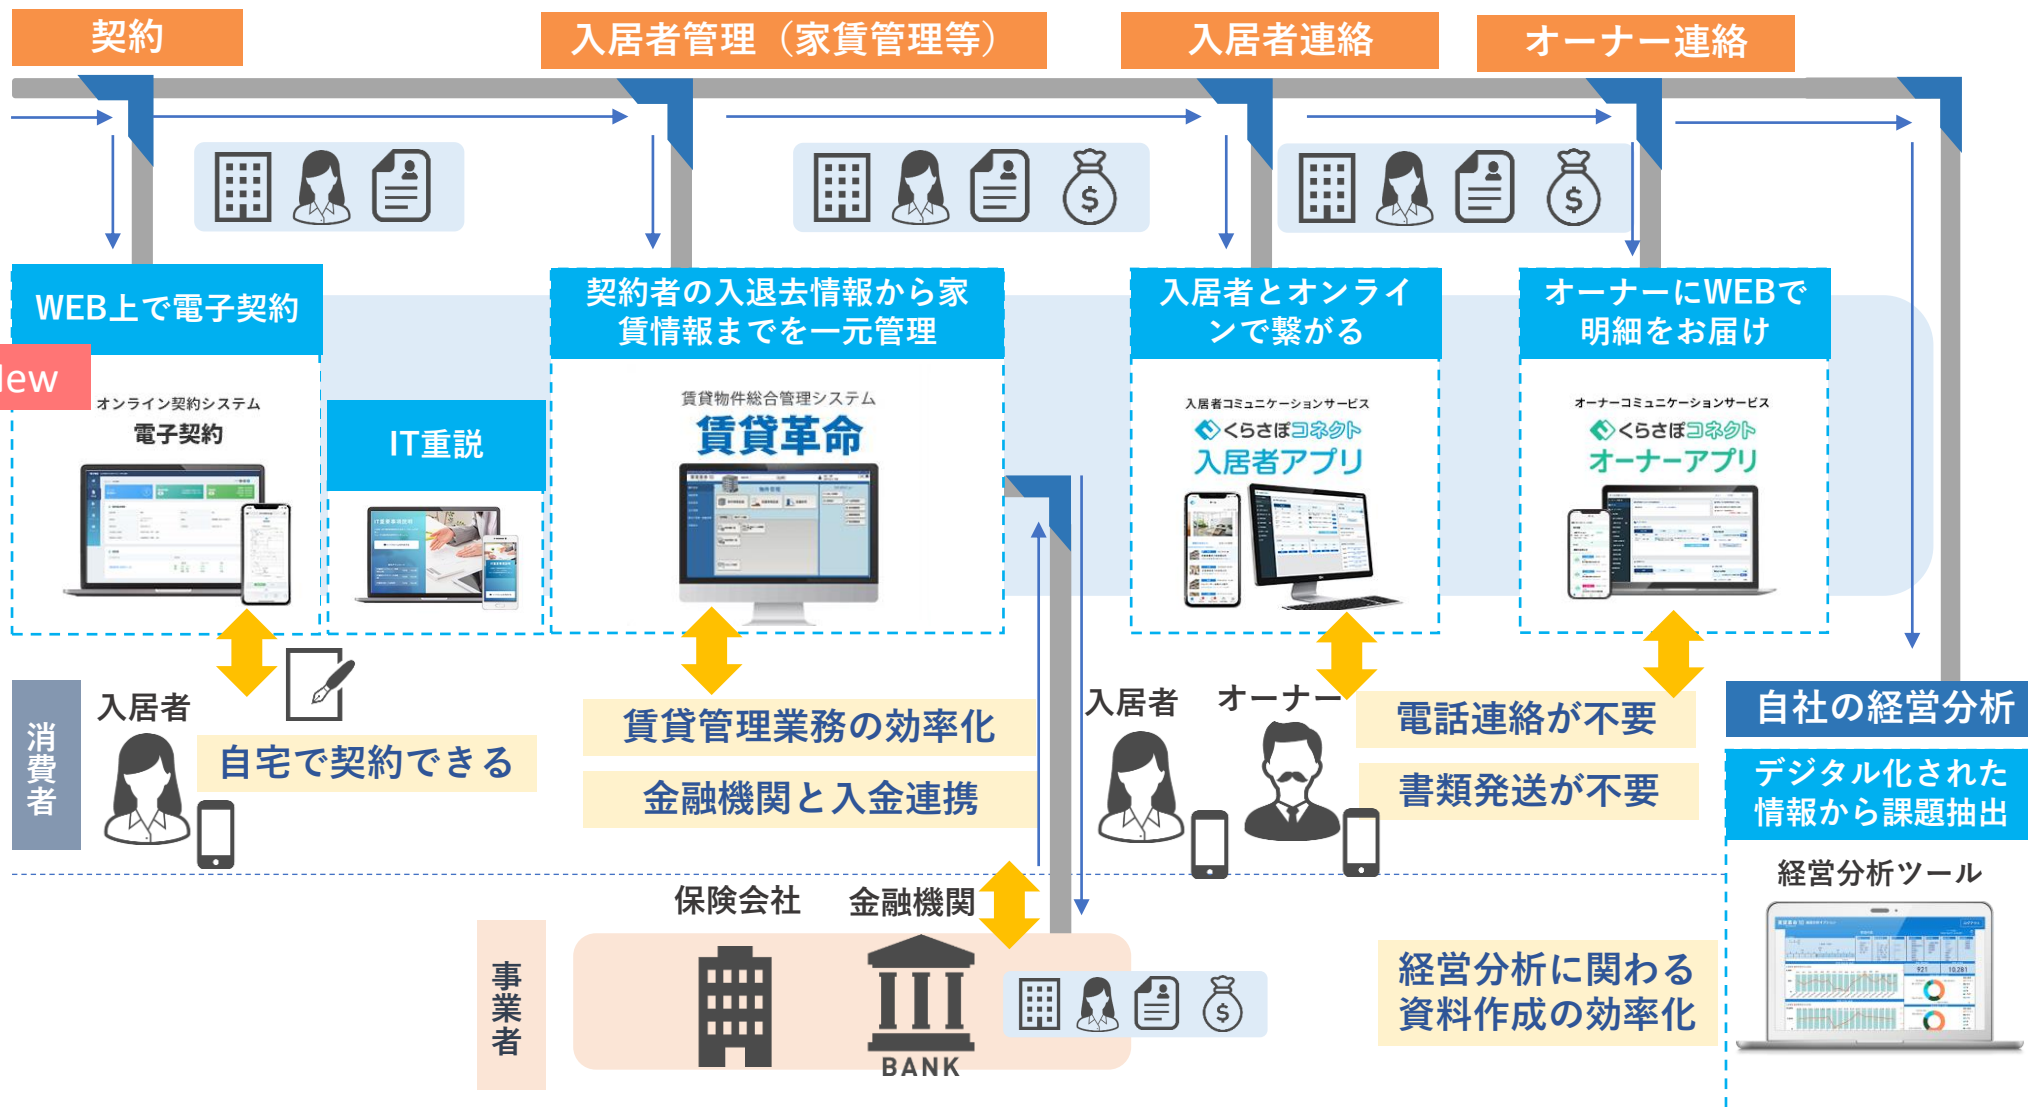 契約
入居者管理（家賃管理等）
入居者連絡
オーナー連絡
WEB上で電子契約
契約者の入退去情報から家
賃情報までを一元管理
入居者とオンライ
ンで繋がる
オーナーにWEBで
明細をお届け
オンライン契約システム
電子契約
IT重説
賃貸物件総合管理システム
賃貸革命
入居者コミュニケーションサービス
くらさぽコネクト
入居者アプリ
オーナーコミュニケーションサービス
くらさぽコネクト
オーナーアプリ
消費者
入居者
自宅で契約できる
賃貸管理業務の効率化
金融機関と入金連携
入居者
オーナー
電話連絡が不要
書類発送が不要
自社の経営分析
デジタル化された
情報から課題抽出
経営分析ツール
921
10,281
事業者
保険会社
金融機関
BANK
経営分析に関わる
資料作成の効率化